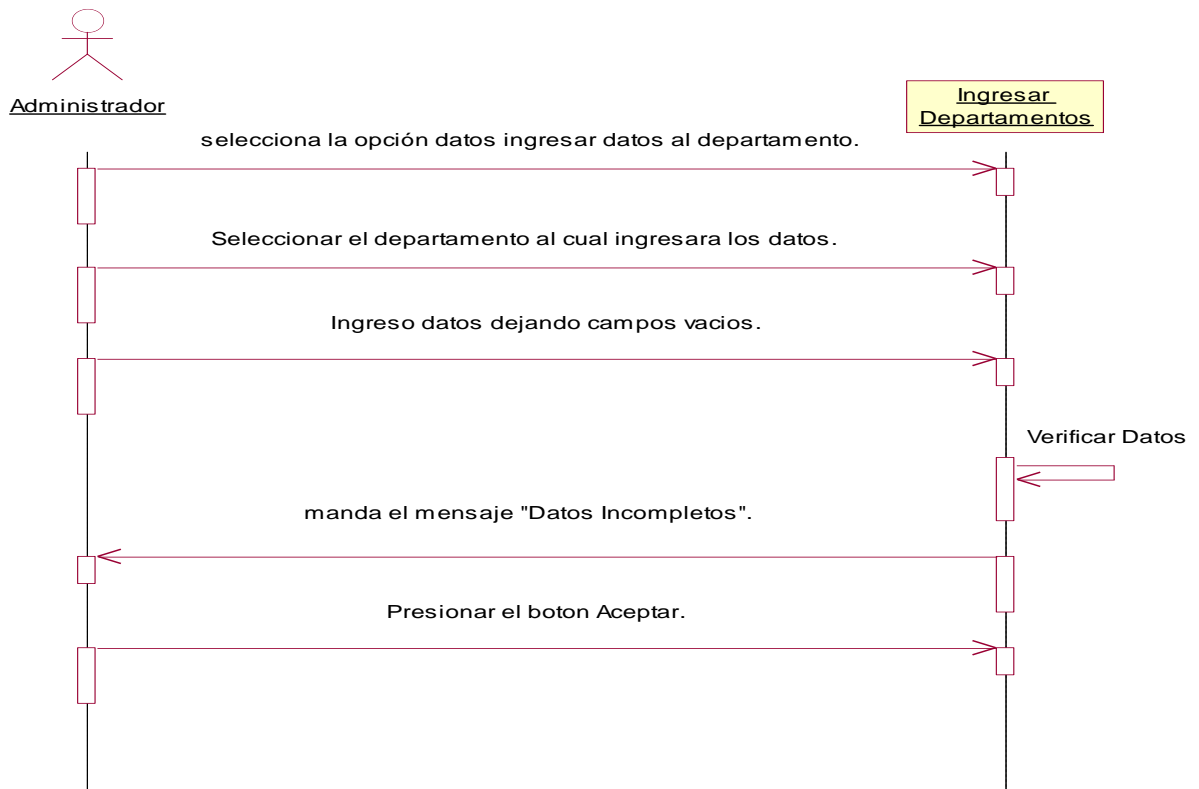 Administrador
Ingresar
Departamentos
selecciona la opción datos ingresar datos al departamento.
Seleccionar el departamento al cual ingresara los datos.
Ingreso datos dejando campos vacios.
Verificar Datos
manda el mensaje "Datos Incompletos".
Presionar el boton Aceptar.